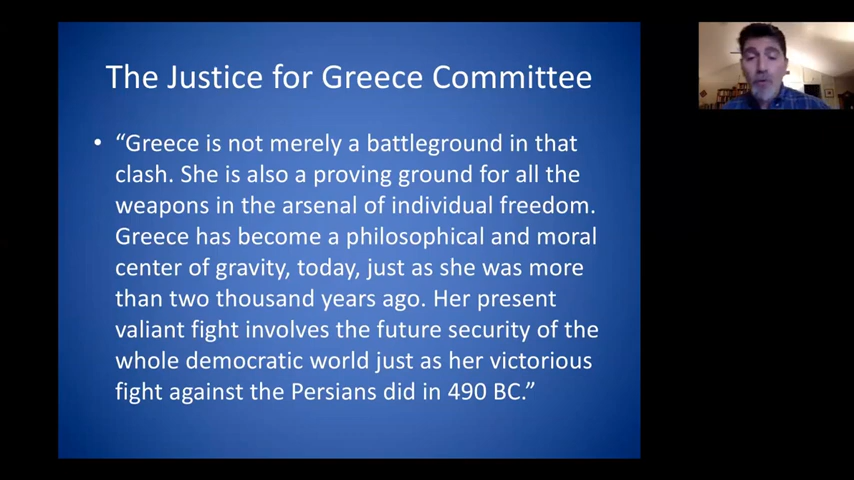 The Justice for Greece Committee
• “Greece is not merely a battleground in that
clash. She is also a proving ground for all the
weapons in the arsenal of individual freedom.
Greece has become a philosophical and moral
center of gravity, today, just as she was more
than two thousand years ago. Her present
valiant fight involves the future security of the
whole democratic world just as her victorious
fight against the Persians did in 490 BC.”